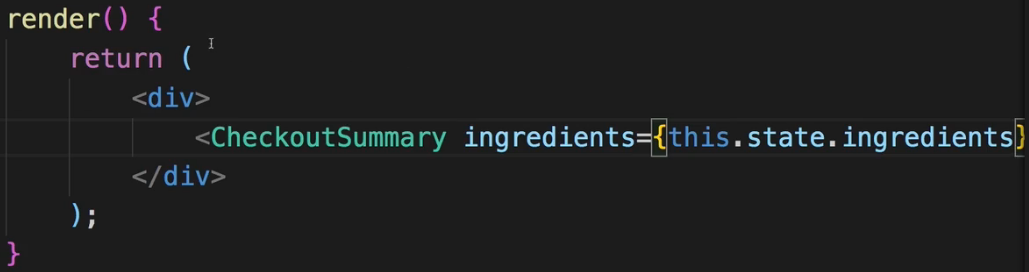 render() {
return (
<div>
<CheckoutSummary ingredients={this.state.ingredients}
</div>
);
}